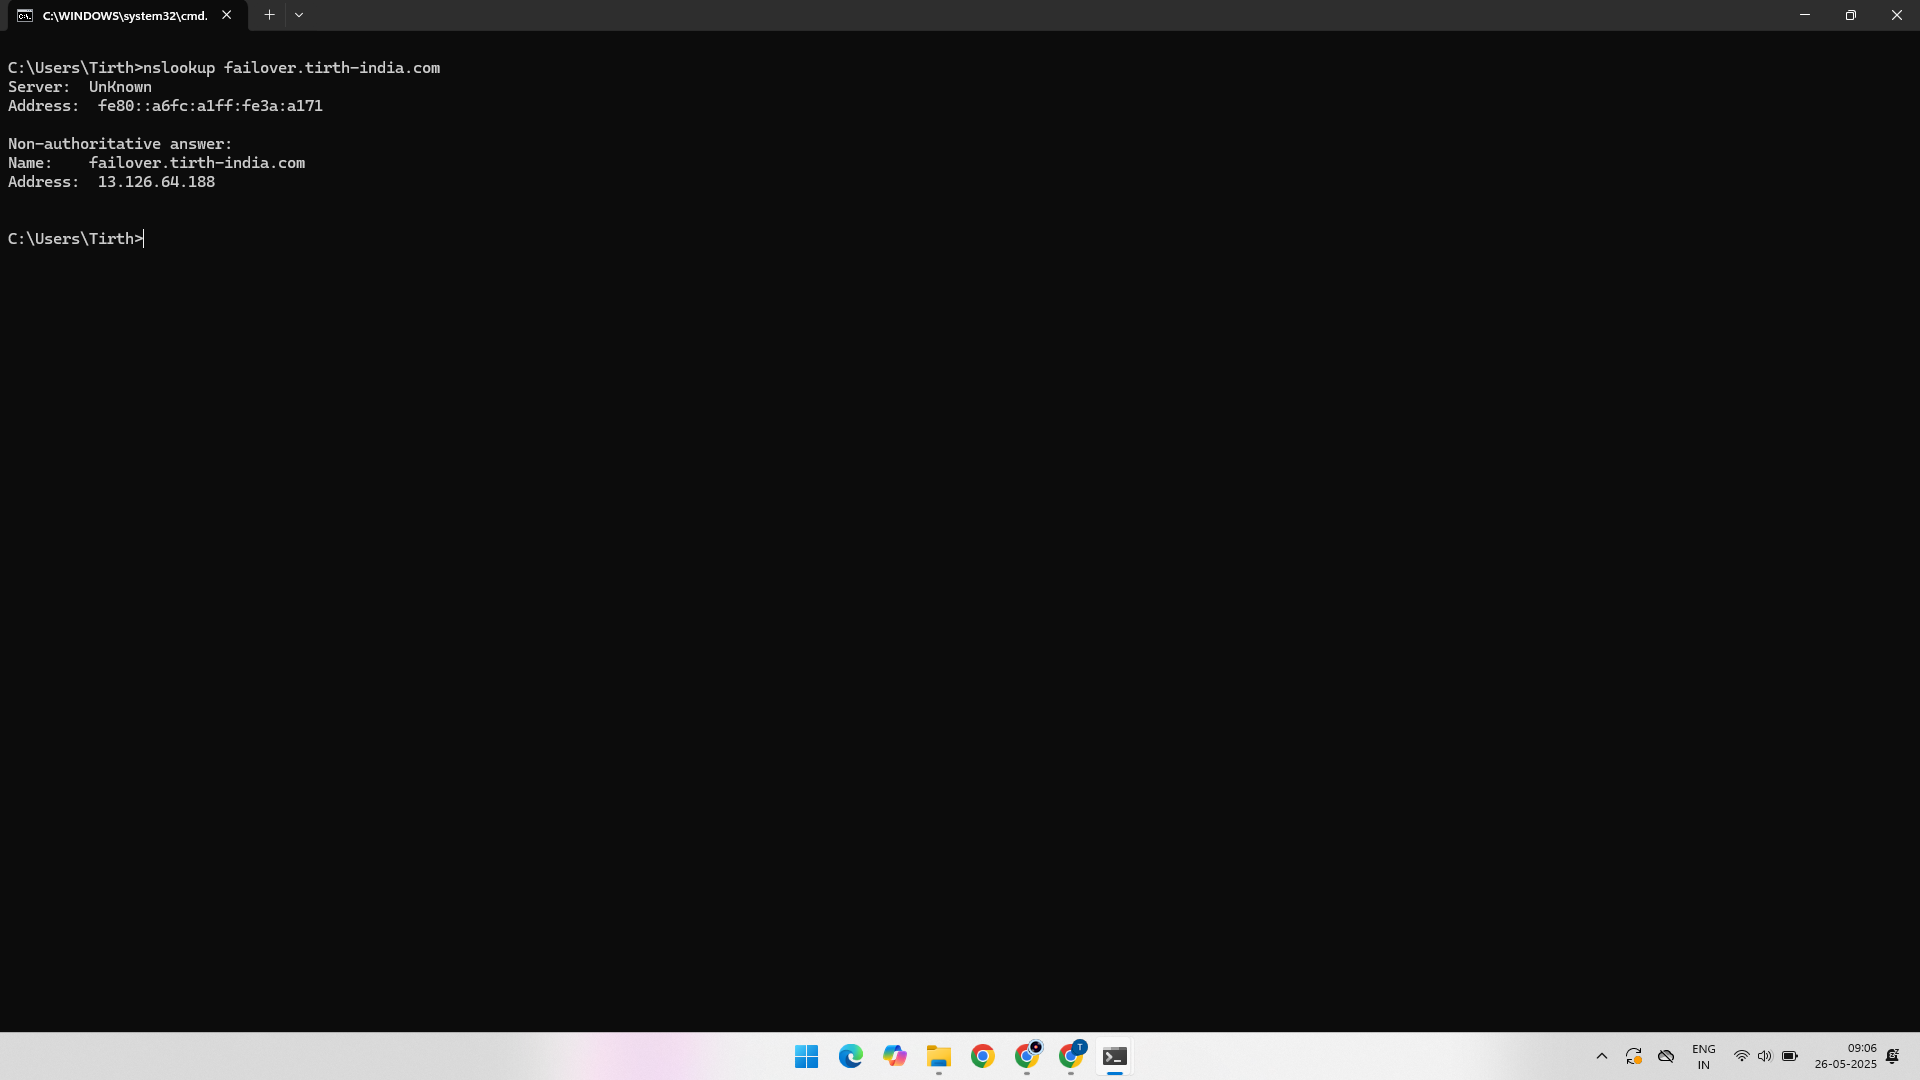 C:\WINDOWS\system32\cmd.
C:\Users\Tirth>nslookup failover.tirth-india.com
Server:  UnKnown
Address:  fe80::a6fc:a1ff:fe3a:a171
Non-authoritative answer:
Name:    failover.tirth-india.com
Address:  13.126.64.188
C:\Users\Tirth>
T
ENG
IN
09:06
26-05-2025